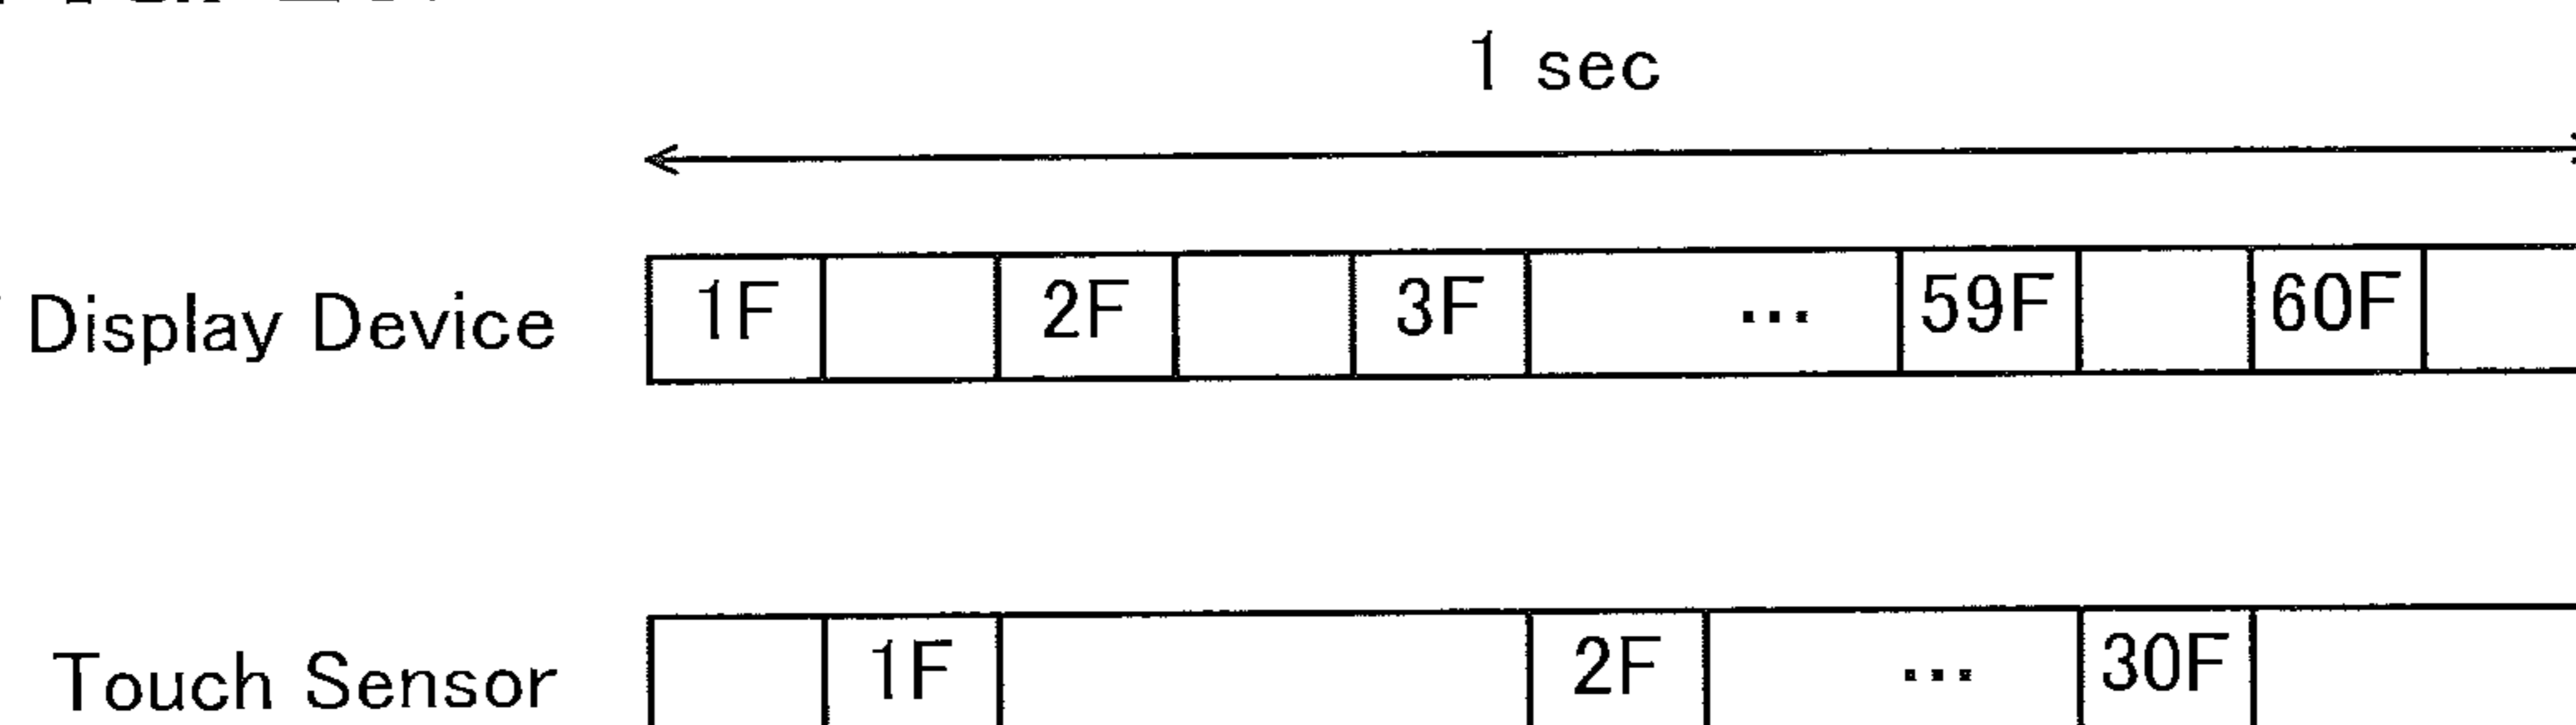 1 sec
Display Device 1F 2F 3F ... 59F 60F
Touch Sensor 1F 2F ... 30F